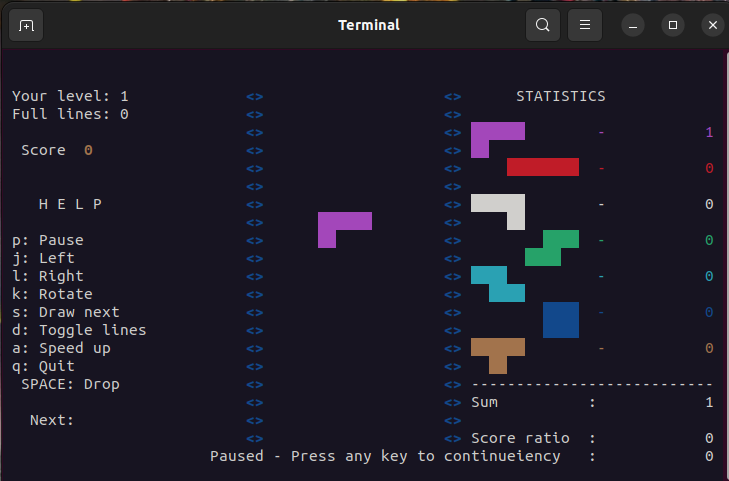 Terminal
Your level: 1 <> <> STATISTICS
Full lines: 0 <> <>
<> <> - 1
Score 0 <> <>
<> <> - 0
<> <>
H E L P <> <> - 0
<> <>
p: Pause <> <> - 0
j: Left <> <>
l: Right <> <> - 0
k: Rotate <> <>
s: Draw next <> <> - 0
d: Toggle lines <> <>
a: Speed up <> <> - 0
q: Quit <> <>
SPACE: Drop <> <> ---------------------------
<> <> Sum : 1
Next: <> <>
<> <> Score ratio : 0
Paused - Press any key to continueiency : 0